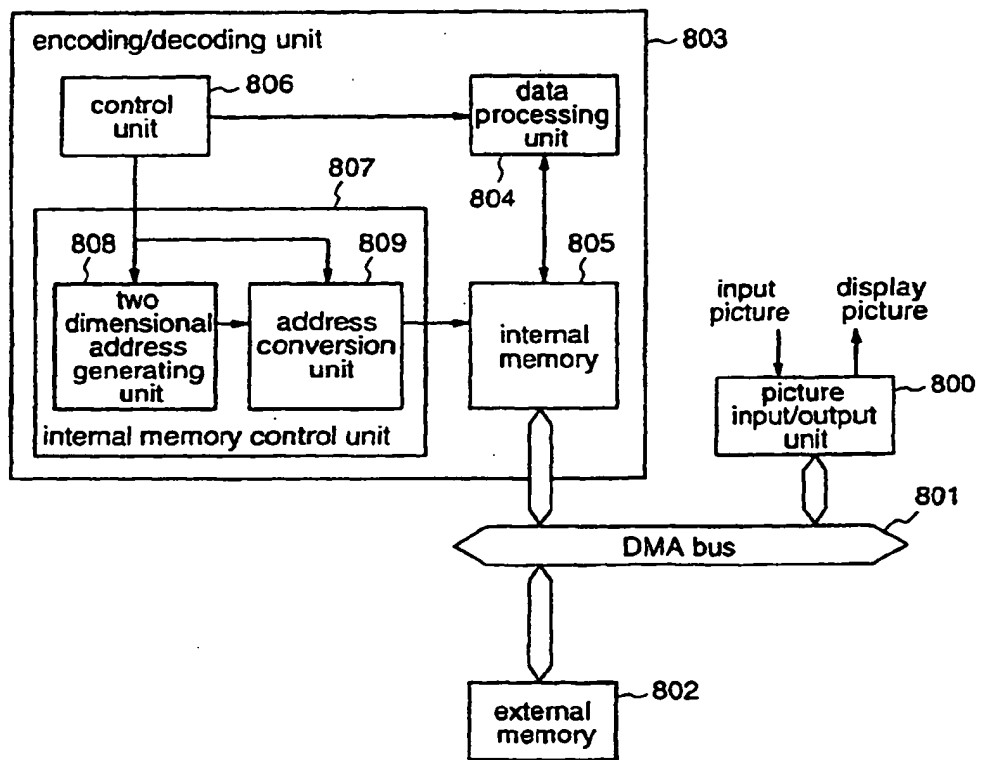 encoding/decoding unit
803
806
control
unit
data
processing
unit
804
807
808
809
805
two
dimensional
address
generating
unit
address
conversion
unit
internal
memory
internal memory control unit
input
picture
display
picture
800
picture
input/output
unit
801
DMA bus
802
external
memory